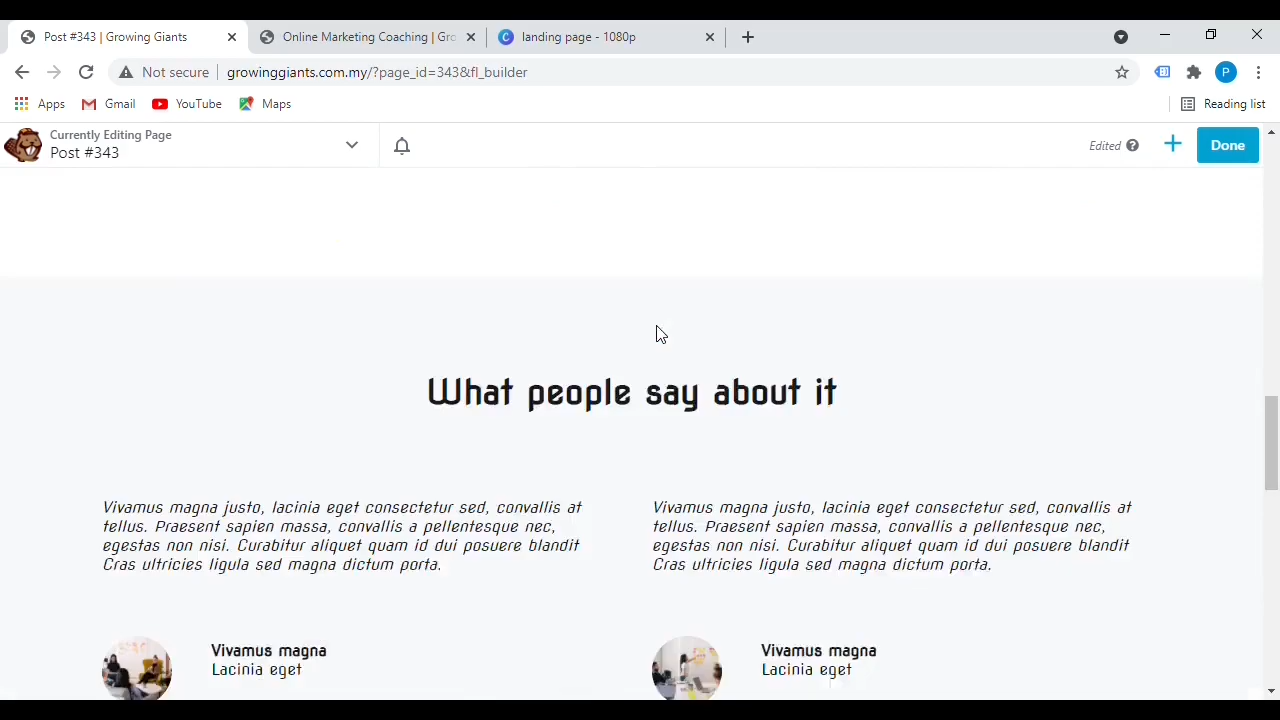 Post #343 | Growing Giants
Online Marketing Coaching | Gro
landing page - 1080p
Not secure
growinggiants.com.my/?page_id=343&fl_builder
P
Apps
Gmail
YouTube
Maps
Reading list
Currently Editing Page
Post #343
Edited
Done
What people say about it
Vivamus magna justo, lacinia eget consectetur sed, convallis at
tellus. Praesent sapien massa, convallis a pellentesque nec,
egestas non nisi. Curabitur aliquet quam id dui posuere blandit
Cras ultricies ligula sed magna dictum porta.
Vivamus magna justo, lacinia eget consectetur sed, convallis at
tellus. Praesent sapien massa, convallis a pellentesque nec,
egestas non nisi. Curabitur aliquet quam id dui posuere blandit
Cras ultricies ligula sed magna dictum porta.
Vivamus magna
Lacinia eget
Vivamus magna
Lacinia eget